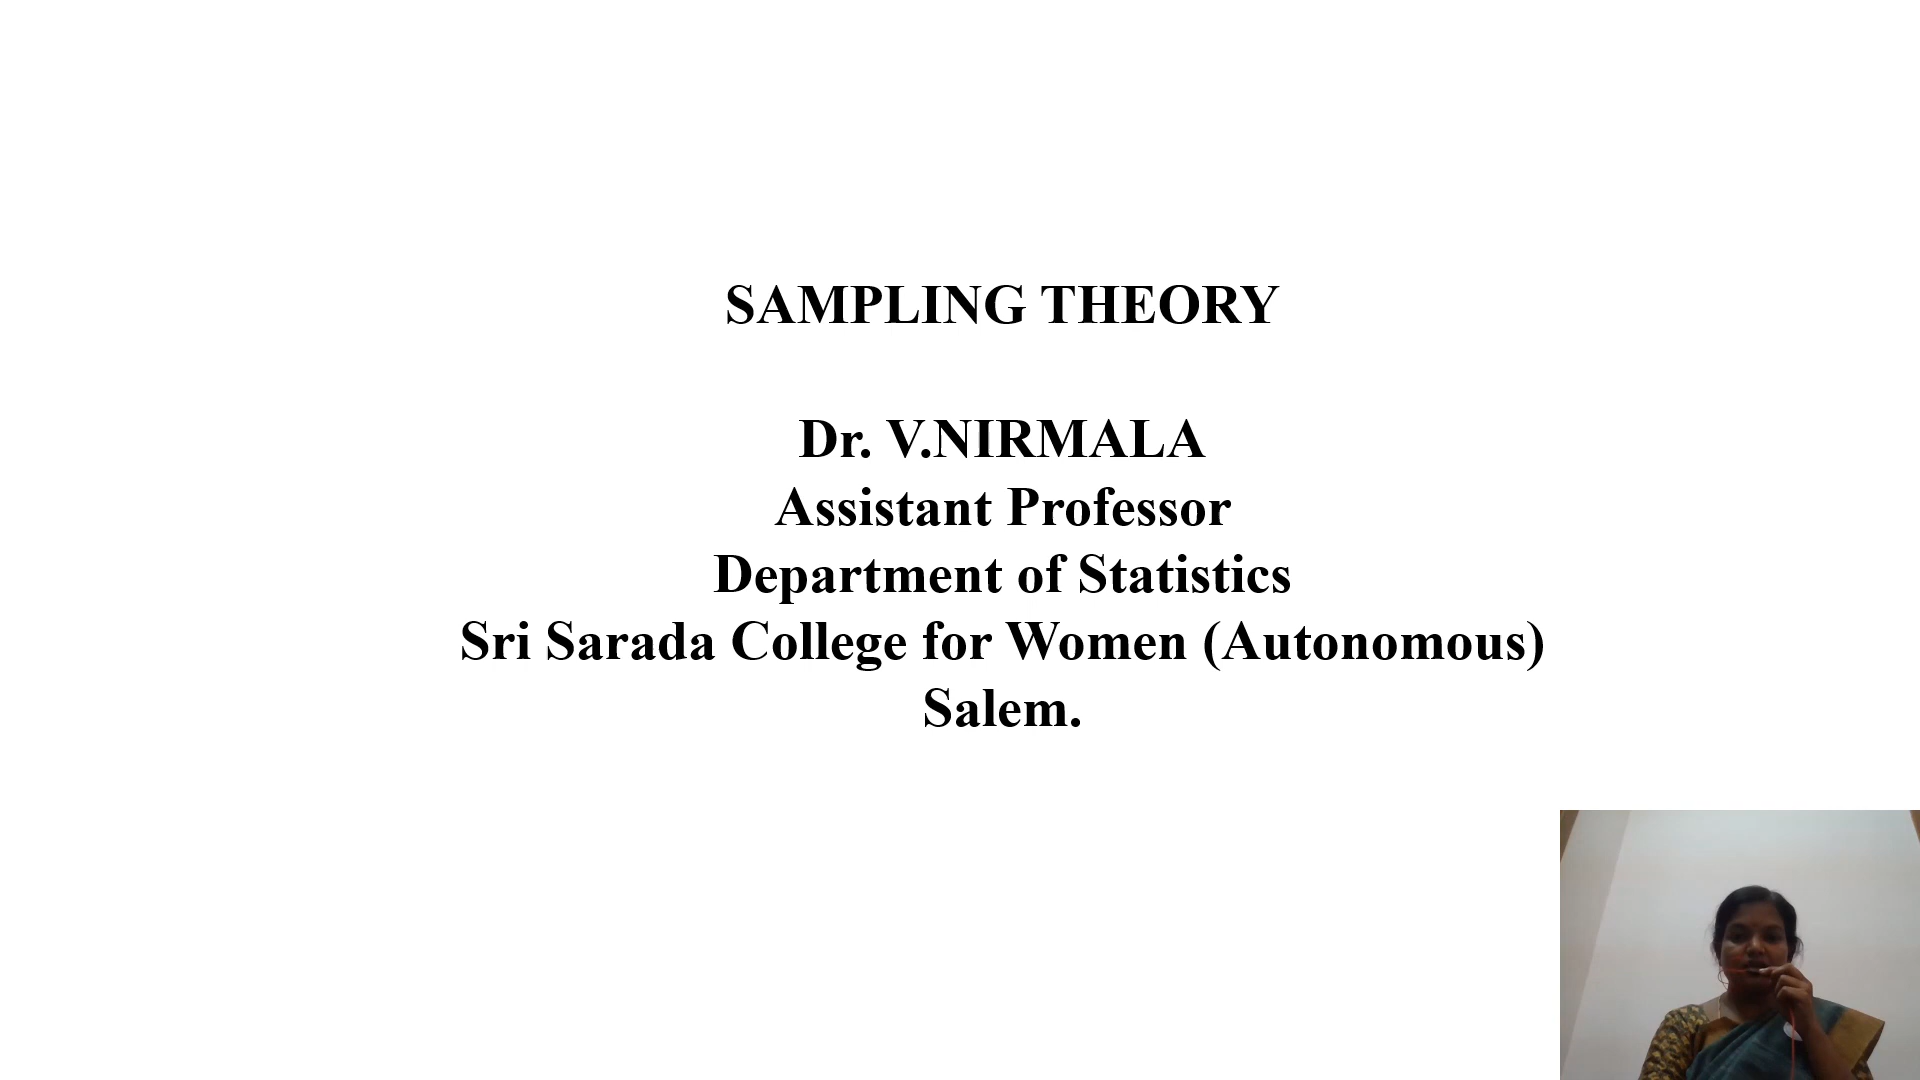 SAMPLING THEORY
Dr. V.NIRMALA
Assistant Professor
Department of Statistics
Sri Sarada College for Women (Autonomous)
Salem.